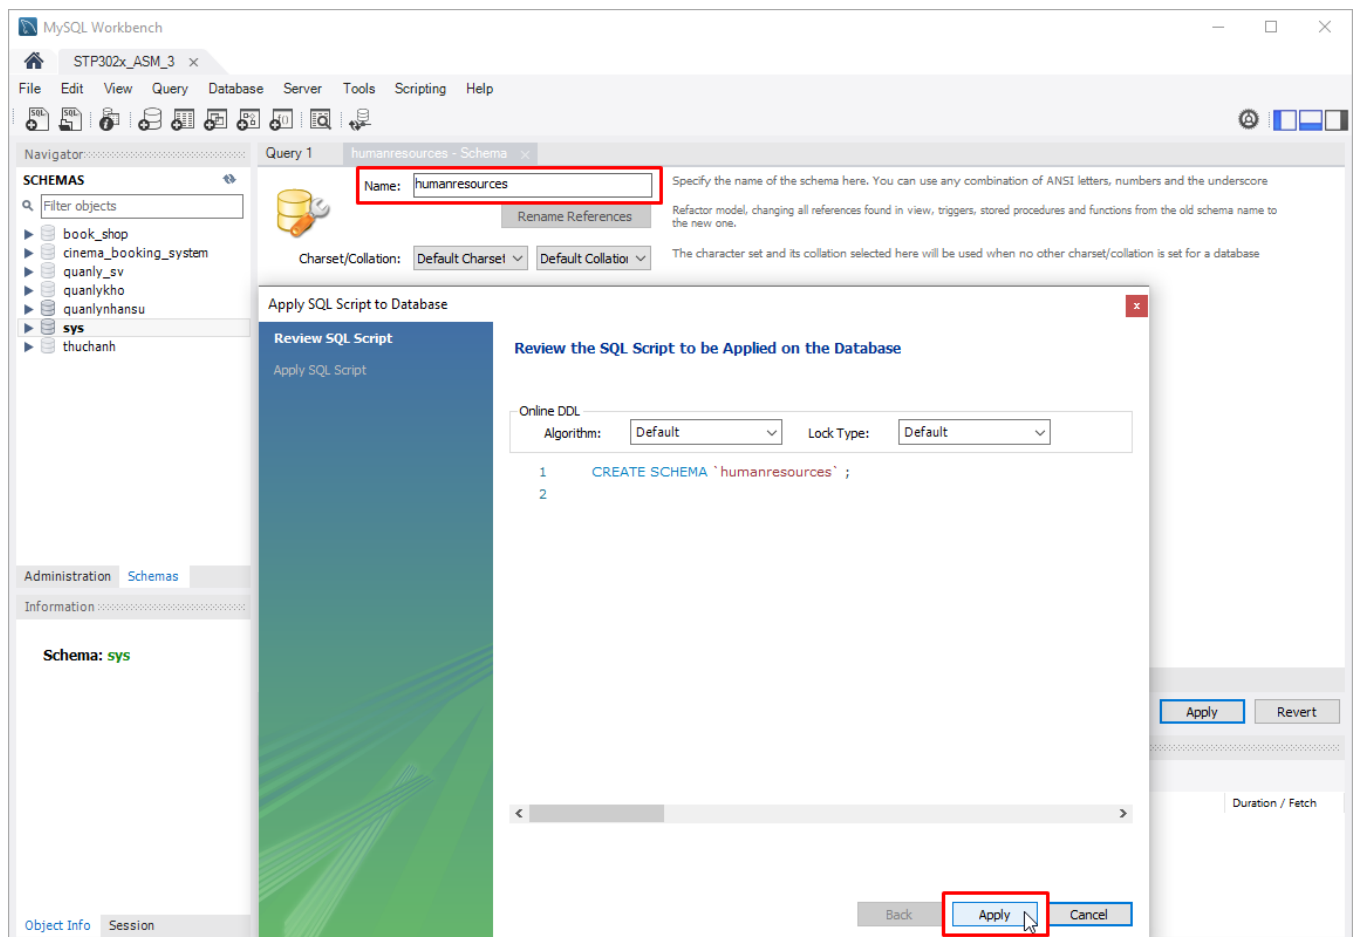 MySQL Workbench
STP302x_ASM_3 ×
File Edit View Query Database Server Tools Scripting Help
Navigator
Query 1 humanresources - Schema ×
SCHEMAS
Filter objects
book_shop
cinema_booking_system
quanly_sv
quanlykho
quanlynhansu
sys
thuchanh
Name: humanresources
Specify the name of the schema here. You can use any combination of ANSI letters, numbers and the underscore
Rename References
Refactor model, changing all references found in view, triggers, stored procedures and functions from the old schema name to
the new one.
Charset/Collation: Default Charset Default Collation
The character set and its collation selected here will be used when no other charset/collation is set for a database
Apply SQL Script to Database
Review SQL Script
Apply SQL Script
Review the SQL Script to be Applied on the Database
Online DDL
Algorithm: Default Lock Type: Default
1 CREATE SCHEMA `humanresources` ;
2
Administration Schemas
Information
Schema: sys
Apply Revert
Duration / Fetch
Back Apply Cancel
Object Info Session